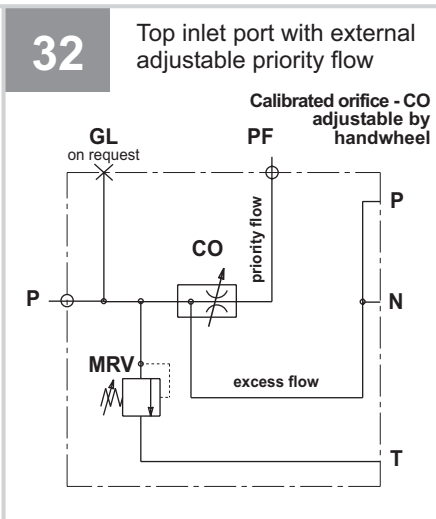 32
Top inlet port with external
adjustable priority flow
Calibrated orifice - CO
adjustable by
handwheel
GL
on request
PF
P
CO
priority flow
P
N
MRV
excess flow
T